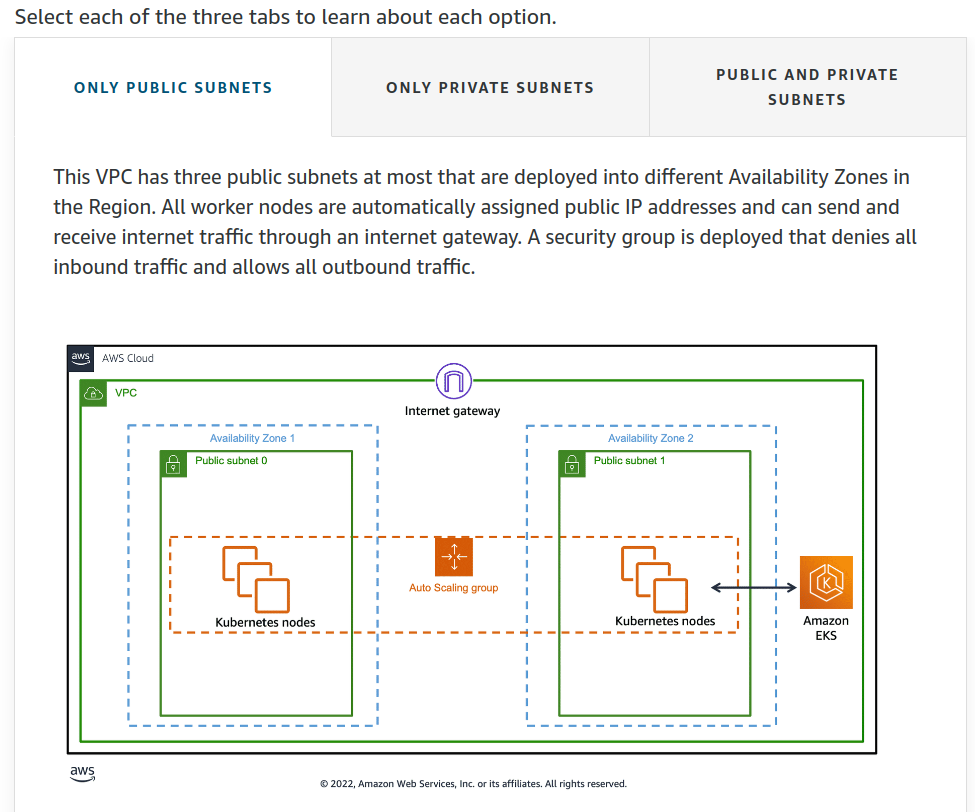 Select each of the three tabs to learn about each option.
ONLY PUBLIC SUBNETS
ONLY PRIVATE SUBNETS
PUBLIC AND PRIVATE
SUBNETS
This VPC has three public subnets at most that are deployed into different Availability Zones in
the Region. All worker nodes are automatically assigned public IP addresses and can send and
receive internet traffic through an internet gateway. A security group is deployed that denies all
inbound traffic and allows all outbound traffic.
aws
AWS Cloud
VPC
Internet gateway
Availability Zone 1
Availability Zone 2
Public subnet 0
Public subnet 1
Auto Scaling group
Kubernetes nodes
Kubernetes nodes
K
Amazon
EKS
aws
© 2022, Amazon Web Services, Inc. or its affiliates. All rights reserved.